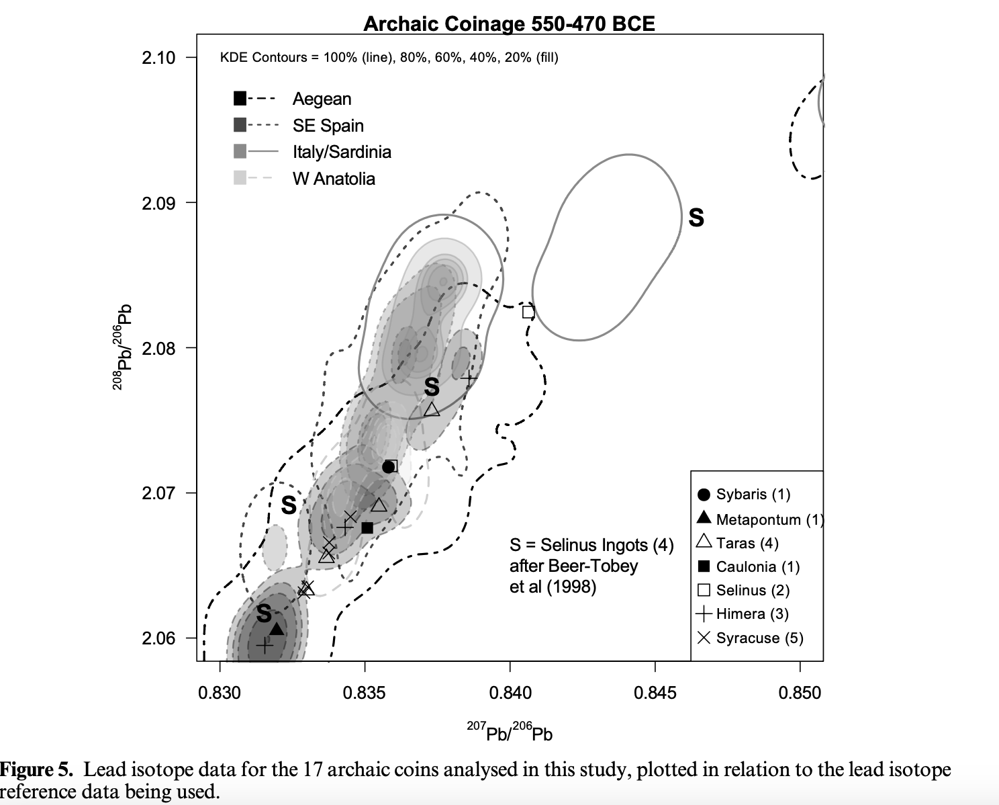 Archaic Coinage 550-470 BCE
KDE Contours = 100% (line), 80%, 60%, 40%, 20% (fill)
Aegean
SE Spain
Italy/Sardinia
W Anatolia
2.10
2.09
2.08
2.07
2.06
208Pb/206Pb
S
S
S
S
S = Selinus Ingots (4)
after Beer-Tobey
et al (1998)
Sybaris (1)
Metapontum (1)
Taras (4)
Caulonia (1)
Selinus (2)
Himera (3)
Syracuse (5)
0.830
0.835
0.840
0.845
0.850
207Pb/206Pb
Figure 5. Lead isotope data for the 17 archaic coins analysed in this study, plotted in relation to the lead isotope
reference data being used.